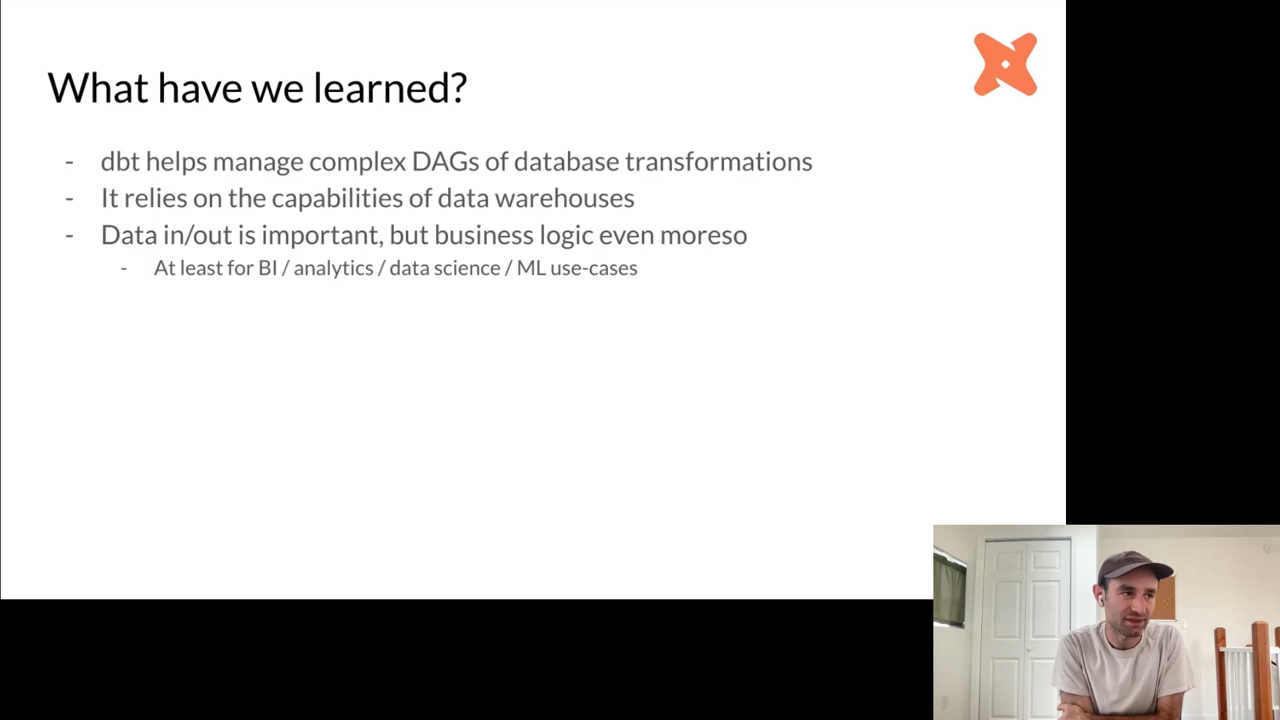 What have we learned?
- dbt helps manage complex DAGs of database transformations
- It relies on the capabilities of data warehouses
- Data in/out is important, but business logic even moreso
- At least for BI / analytics / data science / ML use-cases